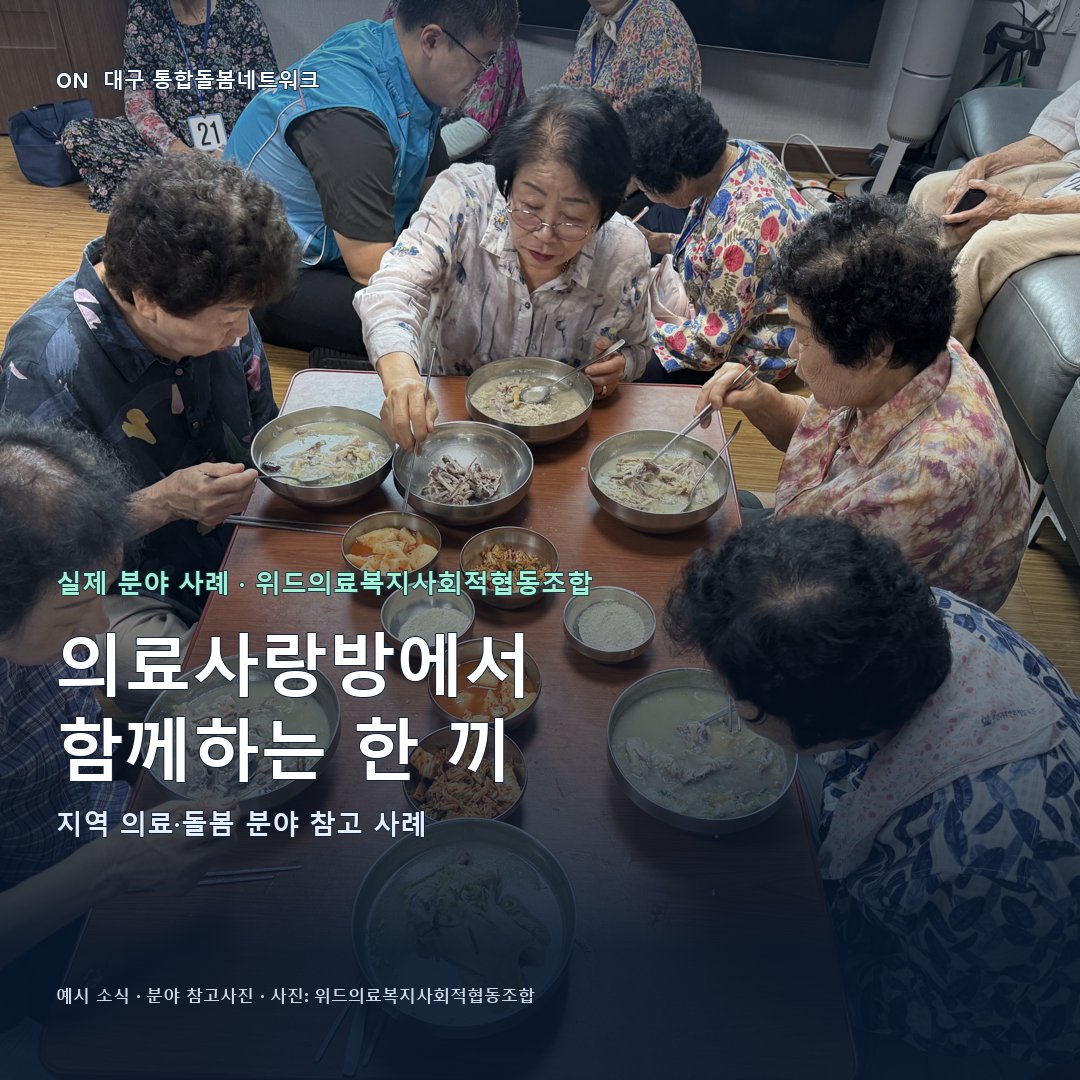 ON 대구 통합돌봄네트워크
21
실제 분야 사례 · 위드의료복지사회적협동조합
의료사랑방에서
함께하는 한 끼
지역 의료·돌봄 분야 참고 사례
예시 소식 · 분야 참고사진 · 사진: 위드의료복지사회적협동조합